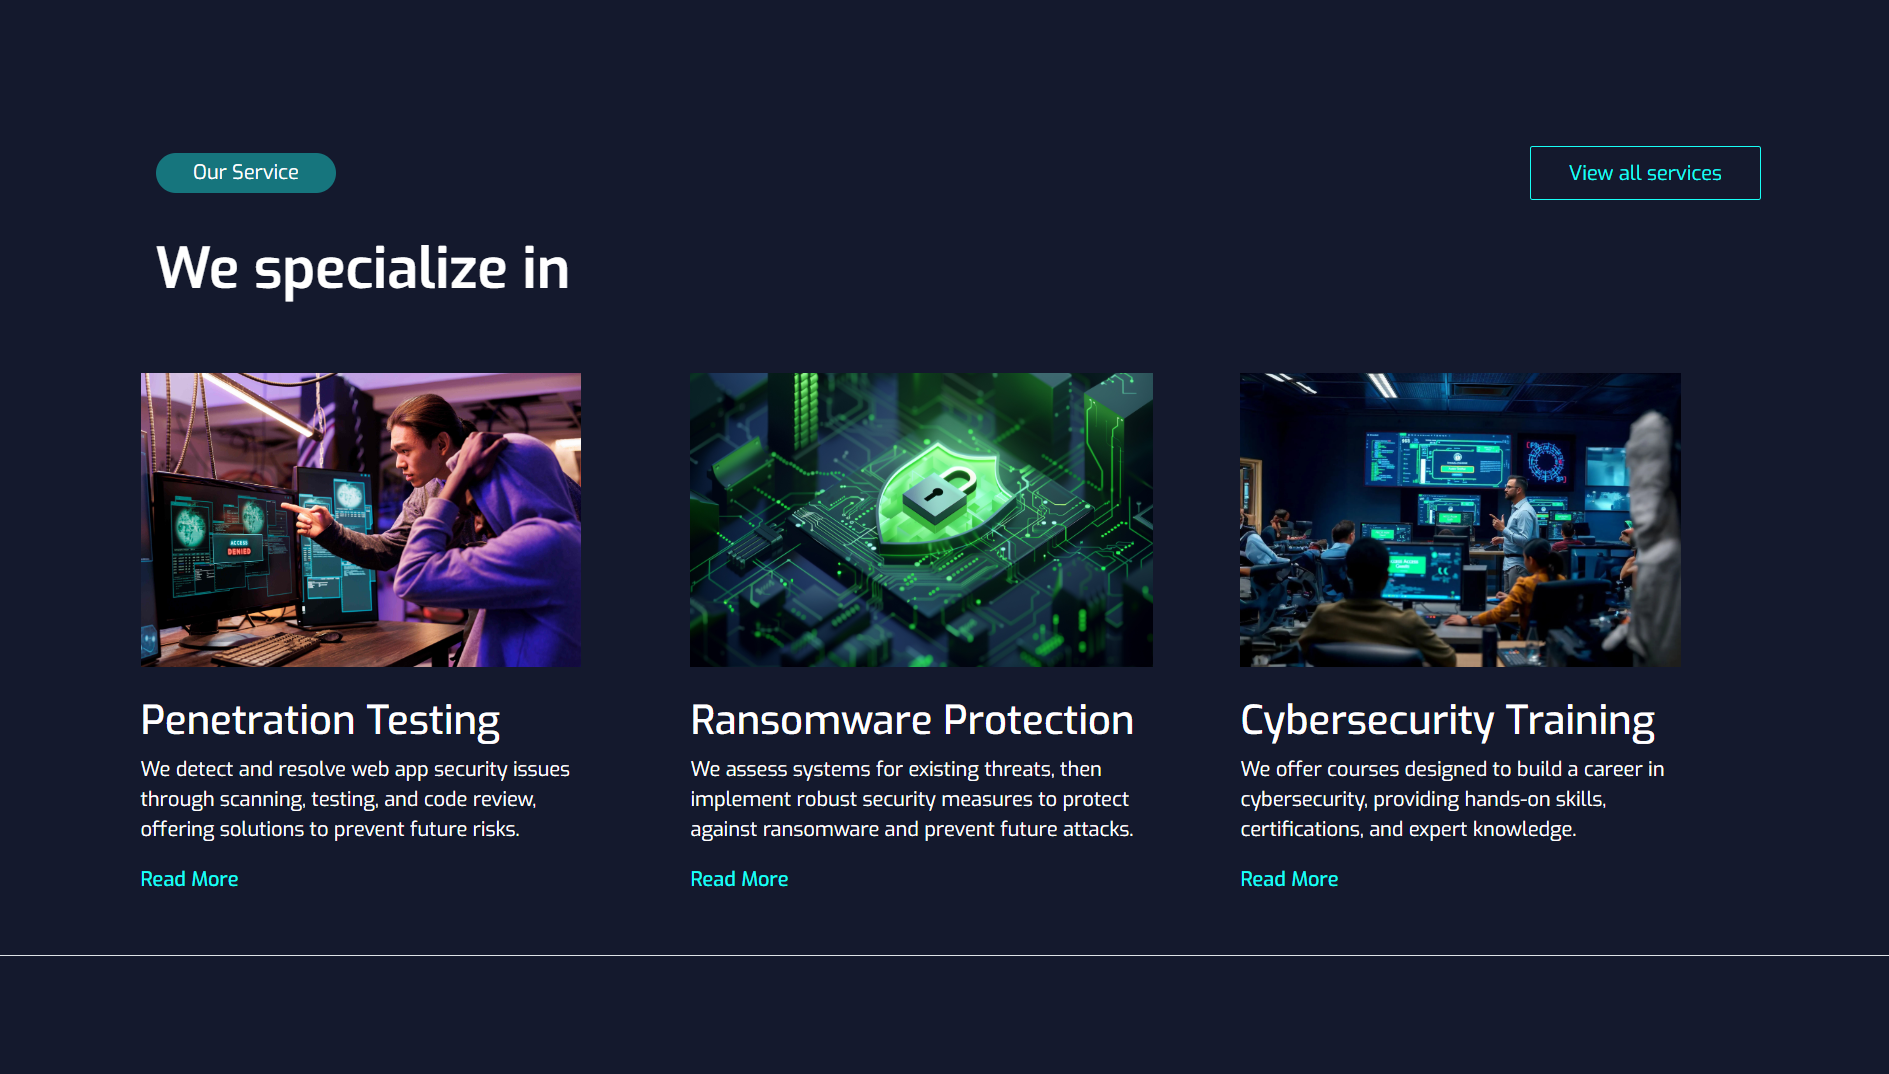 Our Service
View all services
We specialize in
ACCESS
DENIED
Penetration Testing
We detect and resolve web app security issues
through scanning, testing, and code review,
offering solutions to prevent future risks.
Read More
Ransomware Protection
We assess systems for existing threats, then
implement robust security measures to protect
against ransomware and prevent future attacks.
Read More
Cybersecurity Training
We offer courses designed to build a career in
cybersecurity, providing hands-on skills,
certifications, and expert knowledge.
Read More